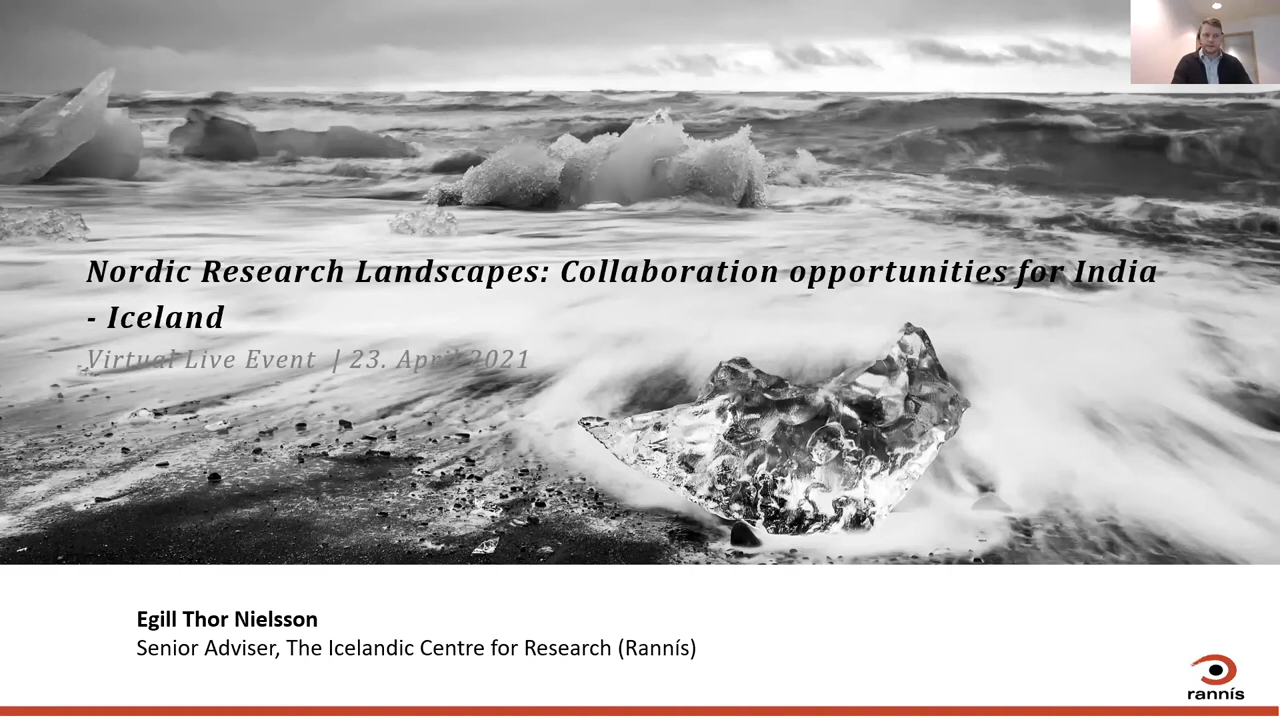 Nordic Research Landscapes: Collaboration opportunities for India
- Iceland
Virtual Live Event | 23. April 2021
Egill Thor Nielsson
Senior Adviser, The Icelandic Centre for Research (Rannís)
rannís